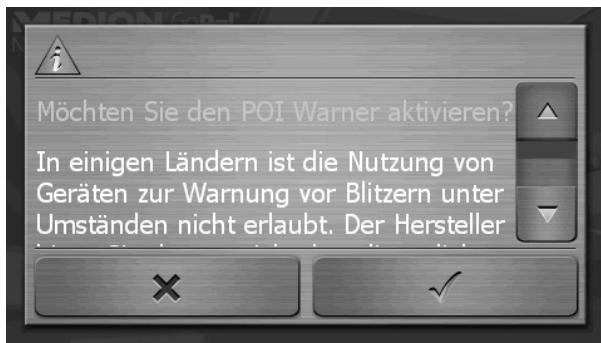 MEDION GoPal
Möchten Sie den POI Warner aktivieren?
In einigen Ländern ist die Nutzung von
Geräten zur Warnung vor Blitzern unter
Umständen nicht erlaubt. Der Hersteller